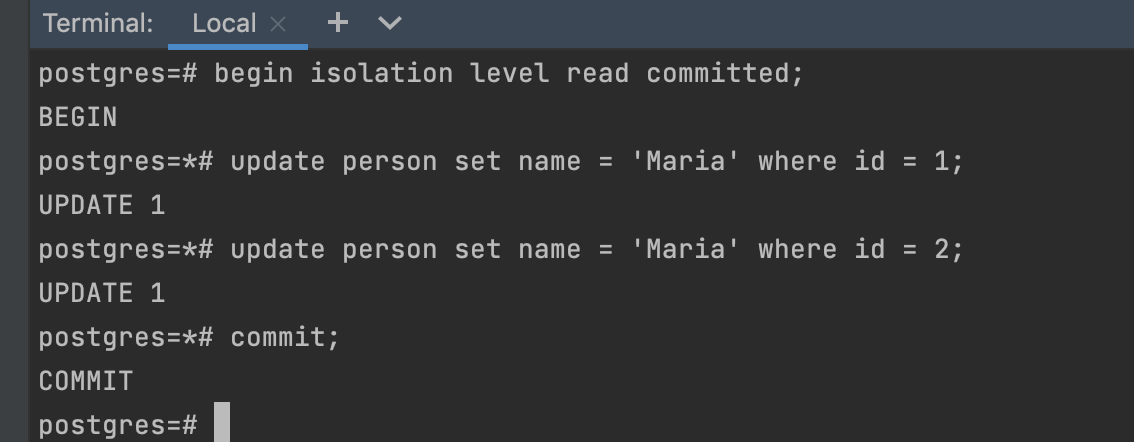 Terminal: Local × + 
postgres=# begin isolation level read committed;
BEGIN
postgres=*# update person set name = 'Maria' where id = 1;
UPDATE 1
postgres=*# update person set name = 'Maria' where id = 2;
UPDATE 1
postgres=*# commit;
COMMIT
postgres=#